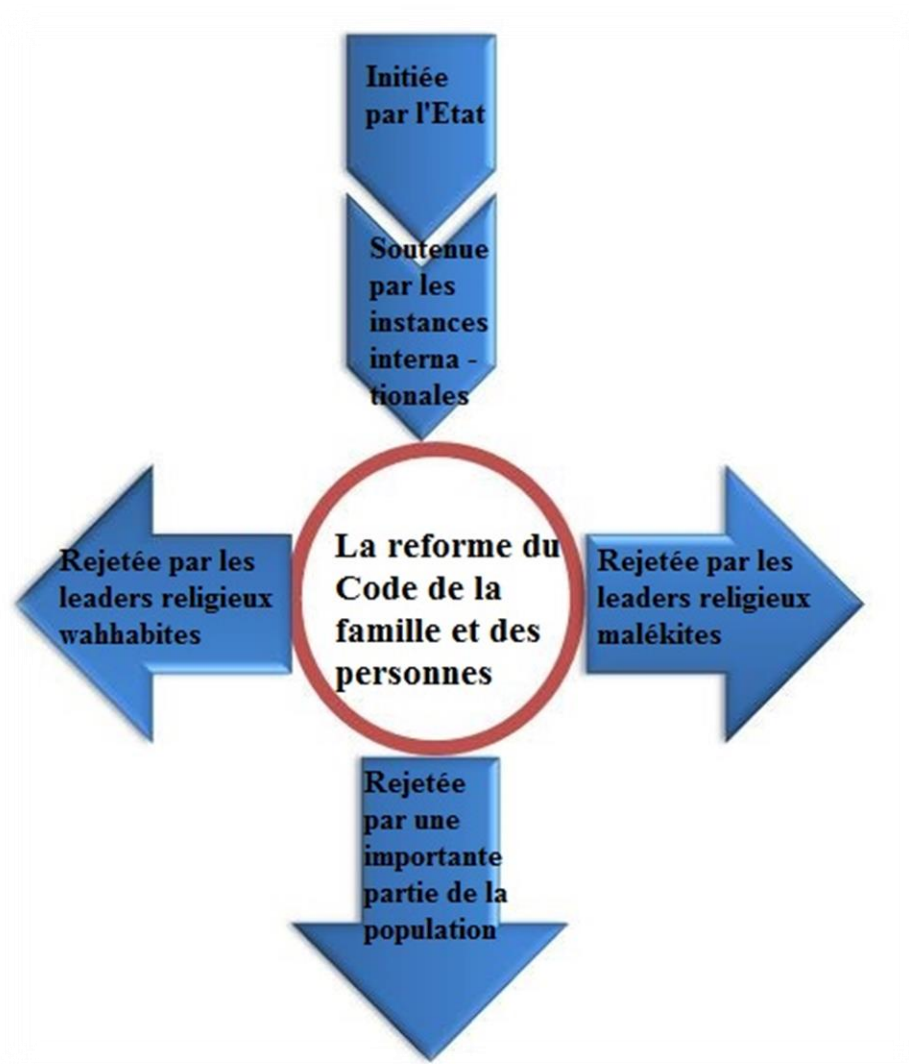 Initiée
par l'Etat
Soutenue
par les
instances
interna -
tionales
La reforme du
Code de la
famille et des
personnes
Rejetée par les
leaders religieux
wahhabites
Rejetée par les
leaders religieux
malékites
Rejetée
par une
importante
partie de la
population